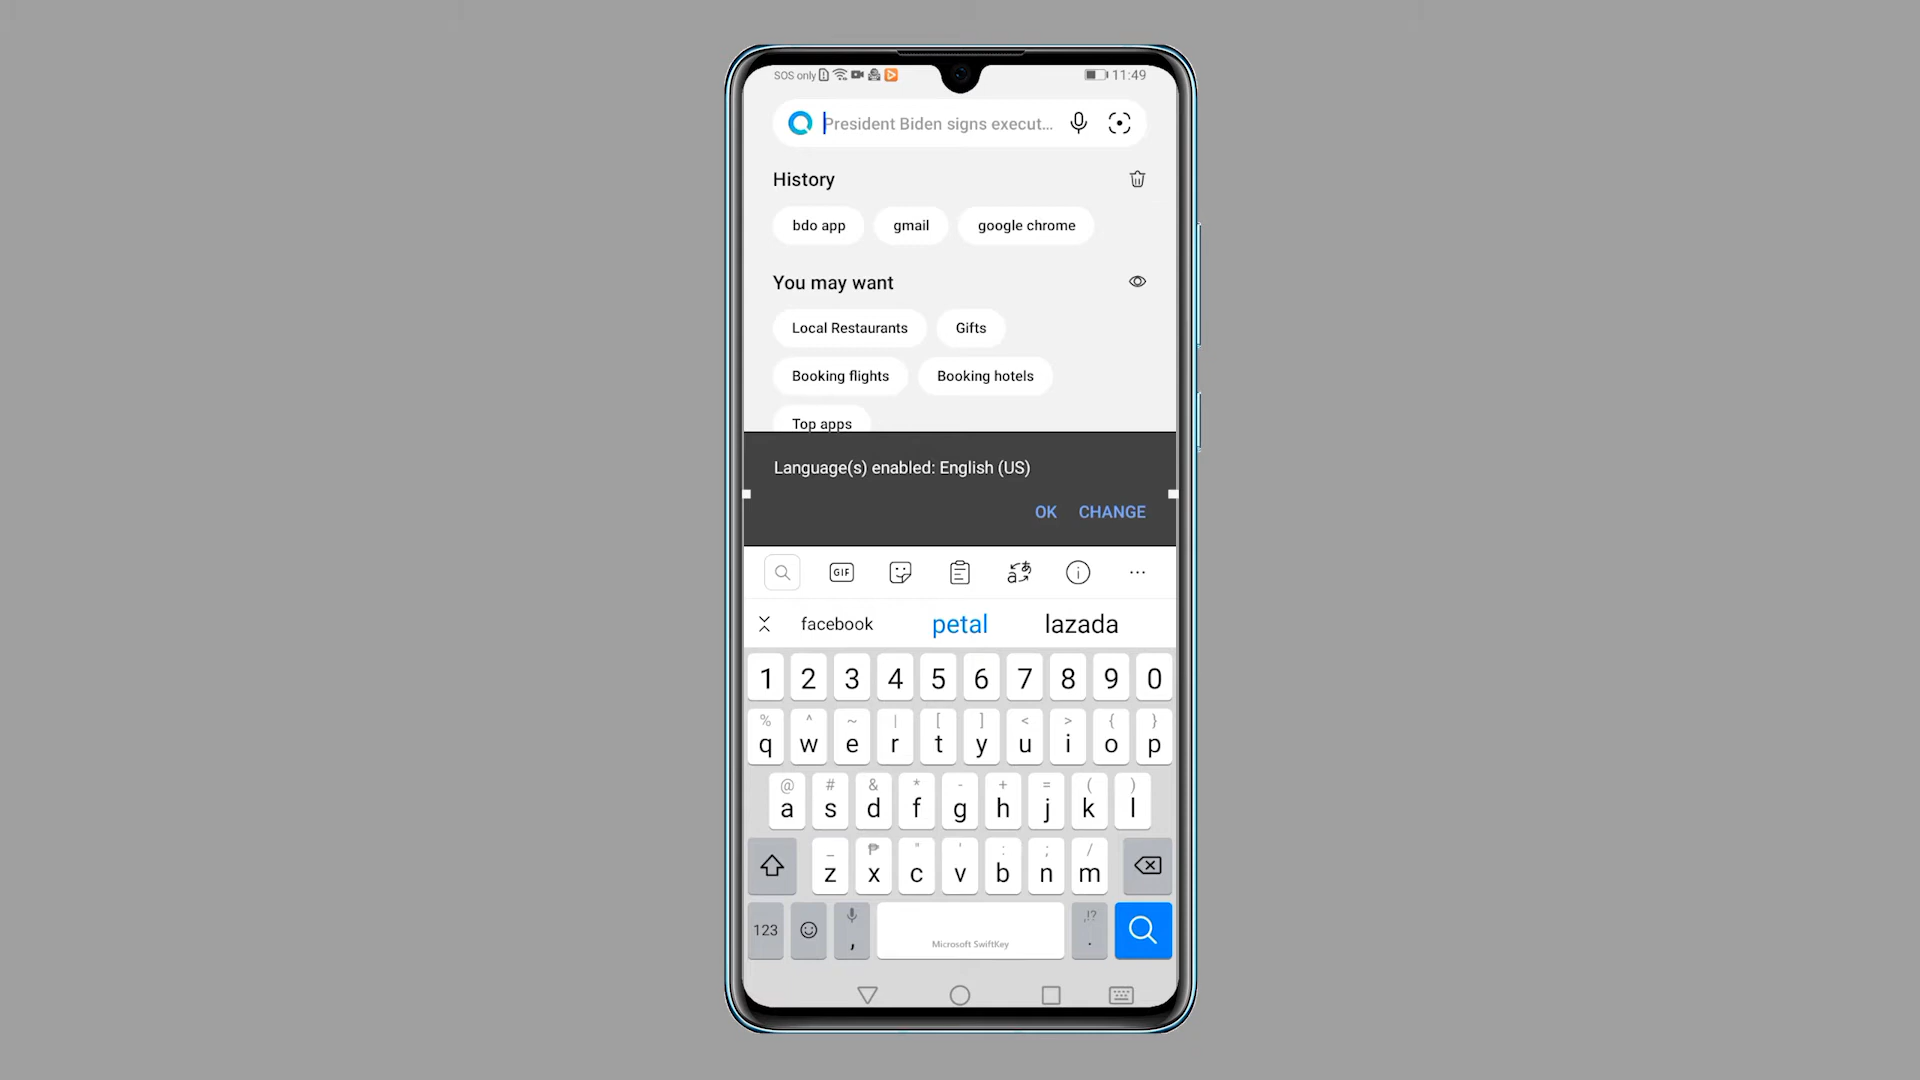 SOS only 11:49
President Biden signs execut...
History
bdo app gmail google chrome
You may want
Local Restaurants Gifts
Booking flights Booking hotels
Top apps
Language(s) enabled: English (US)
OK CHANGE
GIF
facebook petal lazada
1 2 3 4 5 6 7 8 9 0
% ^ ~ | [ ] < > { }
q w e r t y u i o p
@ # & * - + = ( )
a s d f g h j k l
_ ₱ " ' : ; /
z x c v b n m
123 , Microsoft SwiftKey ,!? .